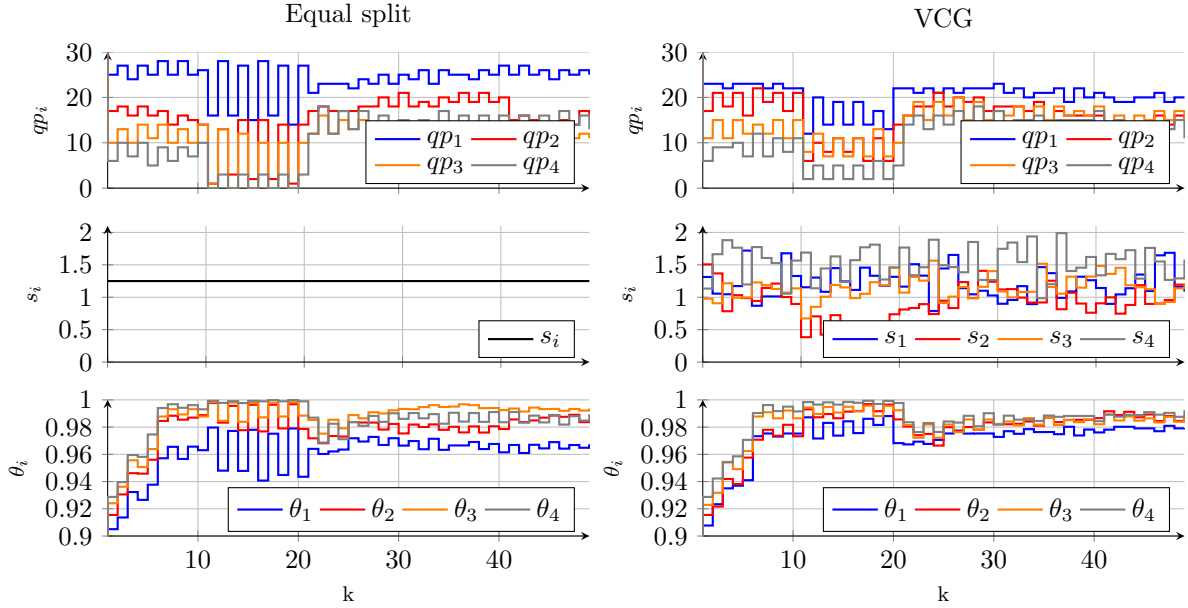 Equal split
VCG
30
20
10
0
qp_i
qp_1 qp_2
qp_3 qp_4
30
20
10
0
qp_i
qp_1 qp_2
qp_3 qp_4
2
1.5
1
0.5
0
s_i
s_i
2
1.5
1
0.5
0
s_i
s_1 s_2 s_3 s_4
1
0.98
0.96
0.94
0.92
0.9
θ_i
θ_1 θ_2 θ_3 θ_4
10 20 30 40
k
1
0.98
0.96
0.94
0.92
0.9
θ_i
θ_1 θ_2 θ_3 θ_4
10 20 30 40
k